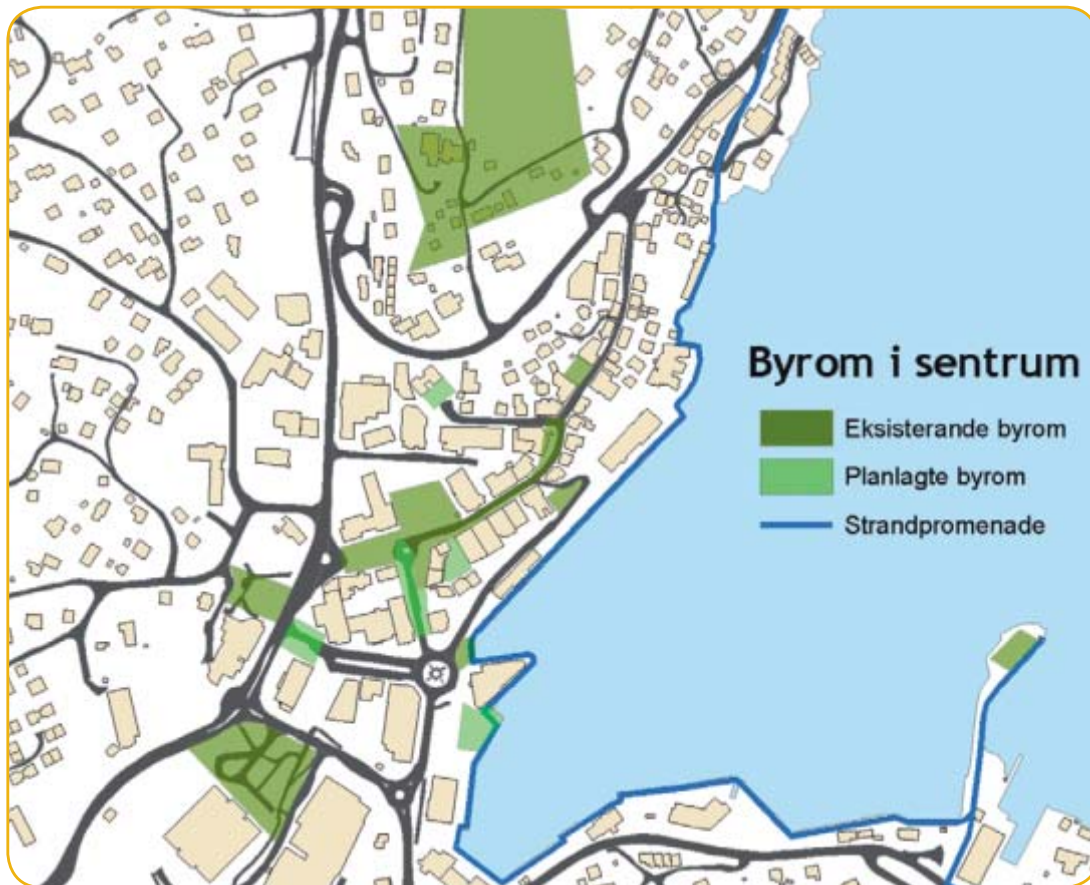 Byrom i sentrum
Eksisterande byrom
Planlagte byrom
Strandpromenade